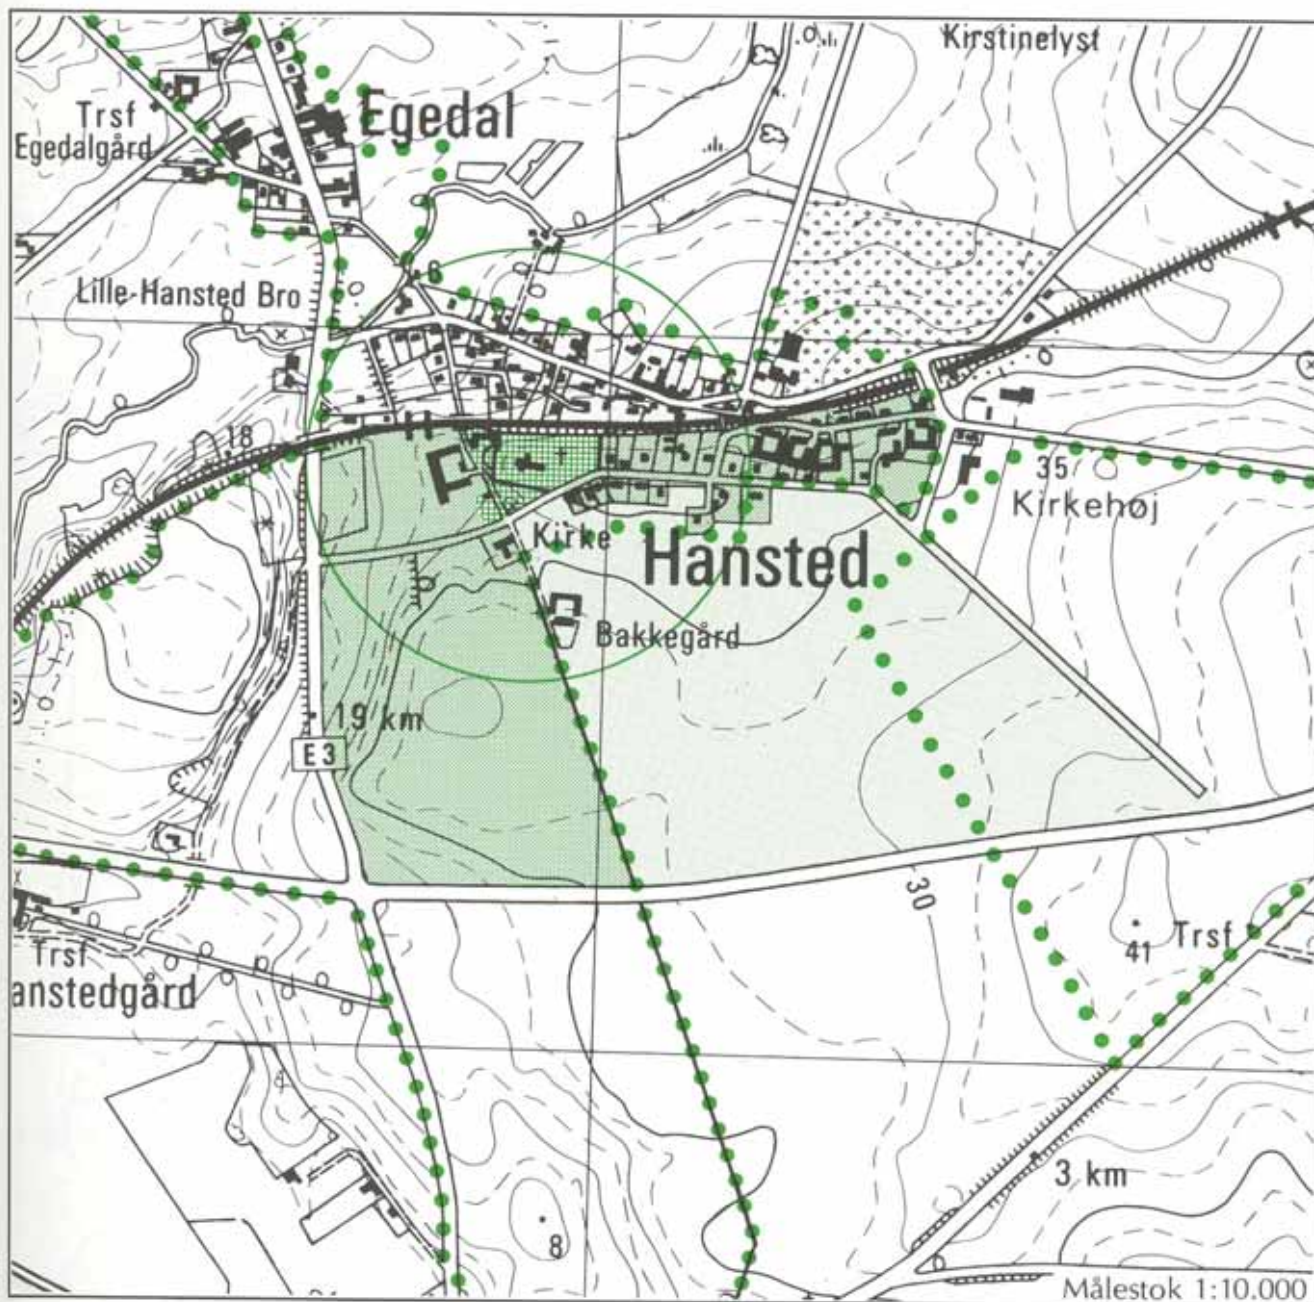 Kirstinelyst
Trsf
Egedalgård
Egedal
6
Lille-Hansted Bro
18
35
Kirkehøj
Kirke
Hansted
Bakkegård
19 km
E3
30
41
Trsf
Trsf
anstedgård
3 km
8
Målestok 1:10.000